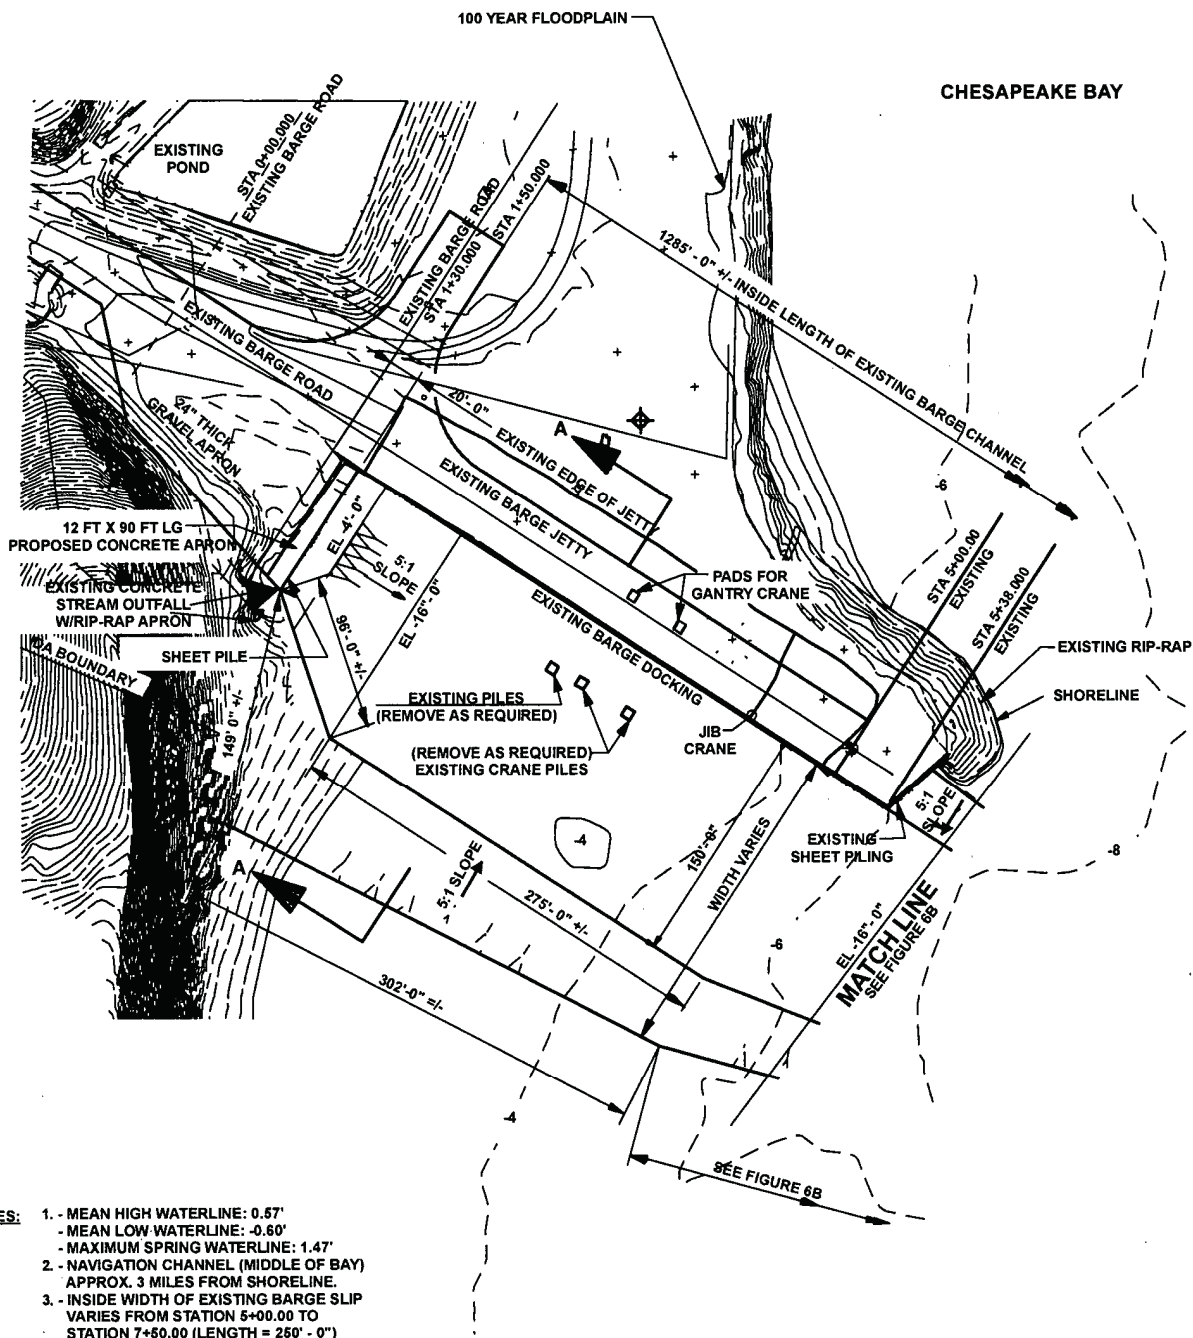 100 YEAR FLOODPLAIN
CHESAPEAKE BAY
EXISTING
POND
STA 0+00.000
EXISTING BARGE ROAD
EXISTING BARGE ROAD
STA 1+30.000
STA 1+50.000
1285' - 0" +/- INSIDE LENGTH OF EXISTING BARGE CHANNEL
EXISTING BARGE ROAD
24" THICK
GRAVEL APRON
20'- 0"
A
EXISTING EDGE OF JETTY
EXISTING BARGE JETTY
-6
12 FT X 90 FT LG
PROPOSED CONCRETE APRON
EL -4'- 0"
5:1
SLOPE
EL -16"- 0"
EXISTING CONCRETE
STREAM OUTFALL
W/RIP-RAP APRON
PADS FOR
GANTRY CRANE
STA 5+00.00
EXISTING
STA 5+38.000
EXISTING
EXISTING BARGE DOCKING
EXISTING RIP-RAP
SHORELINE
SHEET PILE
96'- 0" +/-
BOUNDARY
149' 0" +/-
EXISTING PILES
(REMOVE AS REQUIRED)
(REMOVE AS REQUIRED)
EXISTING CRANE PILES
JIB
CRANE
5:1
SLOPE
EXISTING
SHEET PILING
-4
150'-0"
WIDTH VARIES
-8
A
5:1 SLOPE
275'- 0" +/-
EL -16"- 0"
MATCH LINE
SEE FIGURE 6B
-6
302'-0" =/-
-4
SEE FIGURE 6B
ES:
1. - MEAN HIGH WATERLINE: 0.57'
- MEAN LOW WATERLINE: -0.60'
- MAXIMUM SPRING WATERLINE: 1.47'
2. - NAVIGATION CHANNEL (MIDDLE OF BAY)
APPROX. 3 MILES FROM SHORELINE.
3. - INSIDE WIDTH OF EXISTING BARGE SLIP
VARIES FROM STATION 5+00.00 TO
STATION 7+50.00 (LENGTH = 250' - 0")